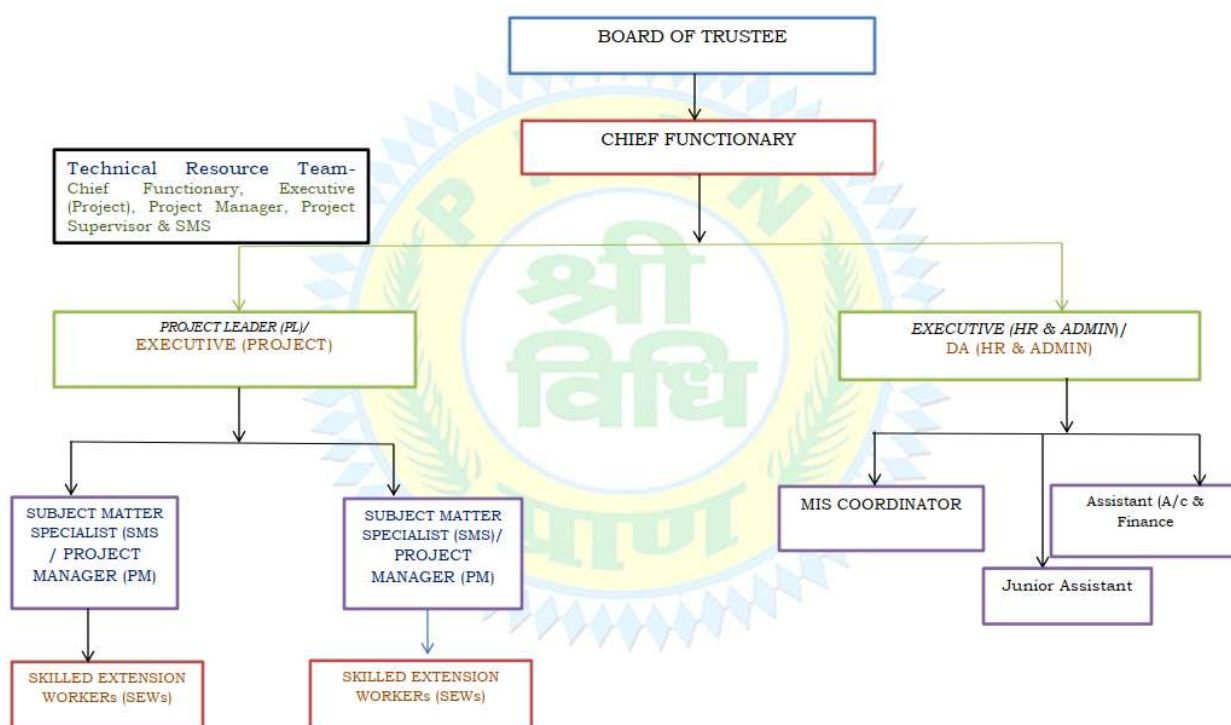 BOARD OF TRUSTEE
CHIEF FUNCTIONARY
Technical Resource Team-
Chief Functionary, Executive
(Project), Project Manager, Project
Supervisor & SMS
PRAN
श्री
विधि
प्राण
PROJECT LEADER (PL)/
EXECUTIVE (PROJECT)
EXECUTIVE (HR & ADMIN)/
DA (HR & ADMIN)
SUBJECT MATTER
SPECIALIST (SMS
/ PROJECT
MANAGER (PM)
SUBJECT MATTER
SPECIALIST (SMS)/
PROJECT
MANAGER (PM)
MIS COORDINATOR
Assistant (A/c &
Finance
Junior Assistant
SKILLED EXTENSION
WORKERs (SEWs)
SKILLED EXTENSION
WORKERs (SEWs)